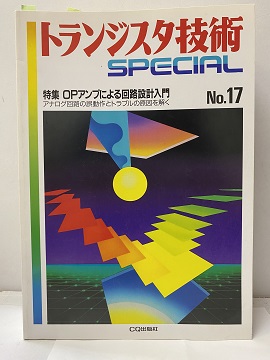 トランジスタ技術
SPECIAL
特集 OPアンプによる回路設計入門
アナログ回路の誤動作とトラブルの原因を解く
No.17
CQ出版社